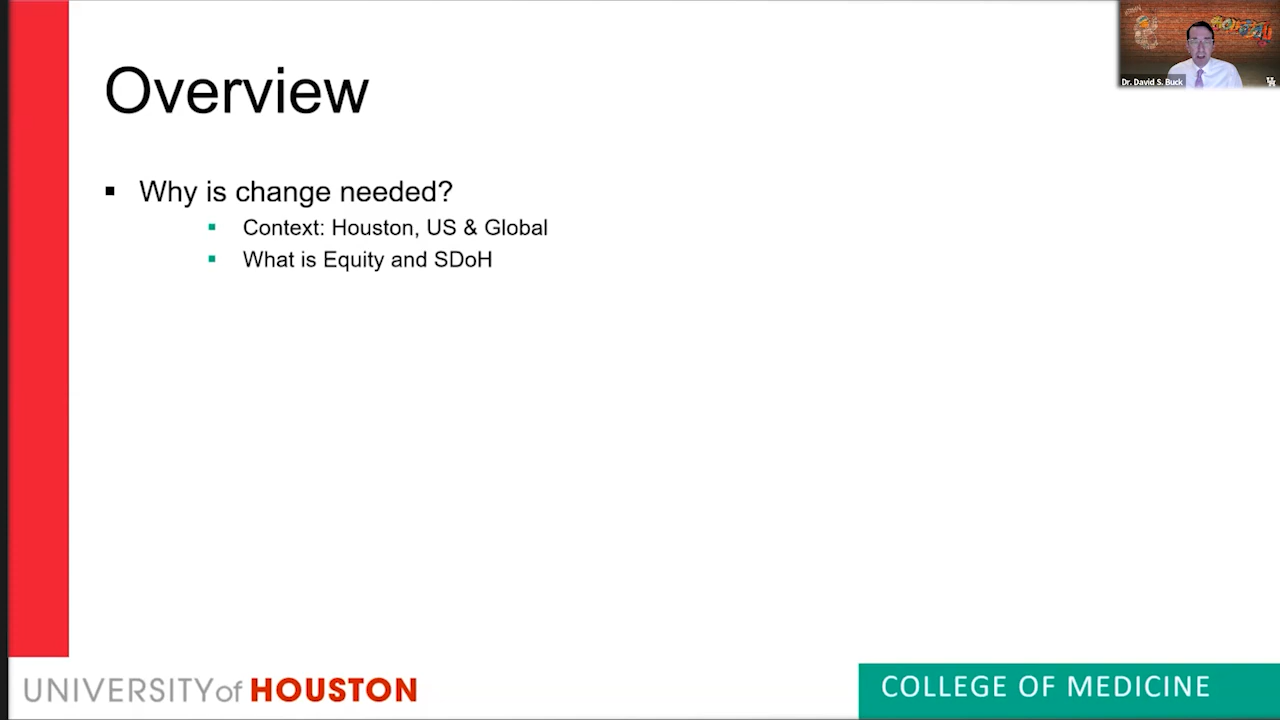 Overview
Dr. David S. Buck
Why is change needed?
Context: Houston, US & Global
What is Equity and SDoH
UNIVERSITY of HOUSTON
COLLEGE OF MEDICINE